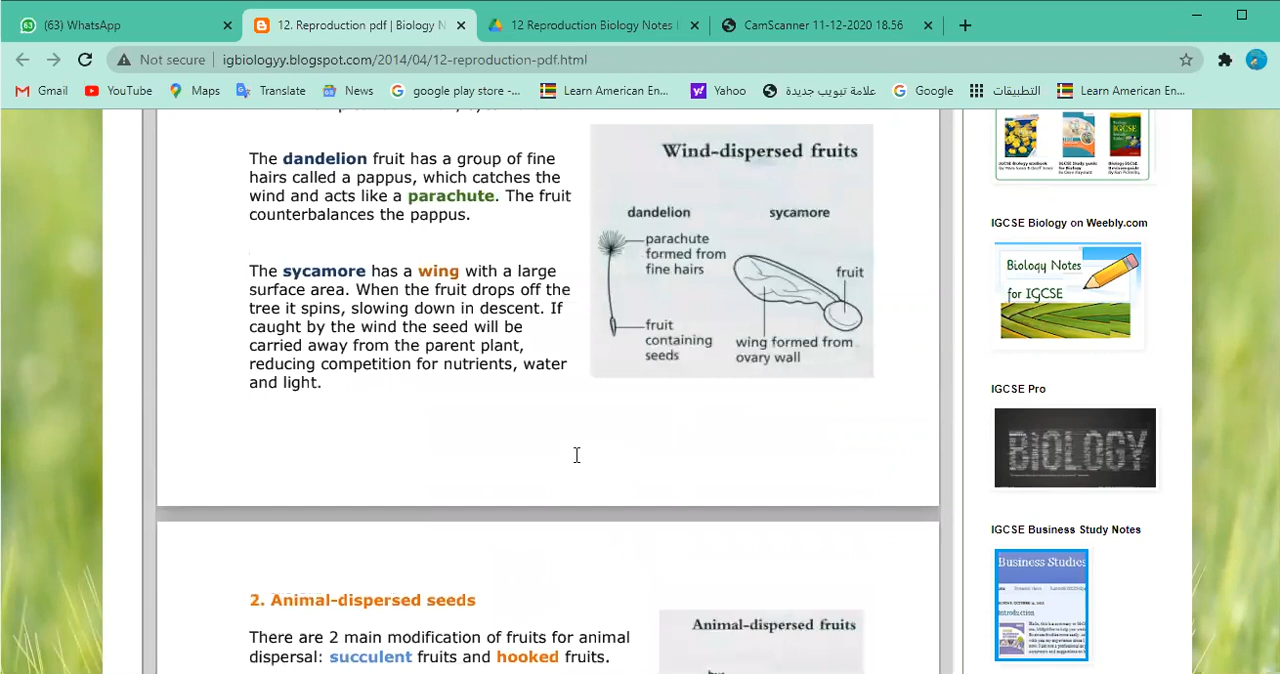 (63) WhatsApp
12. Reproduction pdf | Biology N
12 Reproduction Biology Notes
CamScanner 11-12-2020 18.56
Not secure
igbiologyy.blogspot.com/2014/04/12-reproduction-pdf.html
Gmail
YouTube
Maps
Translate
News
google play store -...
Learn American En...
Yahoo
علامة تبويب جديدة
Google
التطبيقات
Learn American En...
The dandelion fruit has a group of fine
hairs called a pappus, which catches the
wind and acts like a parachute. The fruit
counterbalances the pappus.
The sycamore has a wing with a large
surface area. When the fruit drops off the
tree it spins, slowing down in descent. If
caught by the wind the seed will be
carried away from the parent plant,
reducing competition for nutrients, water
and light.
Wind-dispersed fruits
dandelion
sycamore
parachute
formed from
fine hairs
fruit
fruit
containing
seeds
wing formed from
ovary wall
2. Animal-dispersed seeds
There are 2 main modification of fruits for animal
dispersal: succulent fruits and hooked fruits.
Animal-dispersed fruits
IGCSE Biology on Weebly.com
Biology Notes
for IGCSE
IGCSE Pro
BIOLOGY
IGCSE Business Study Notes
Business Studies
Introduction